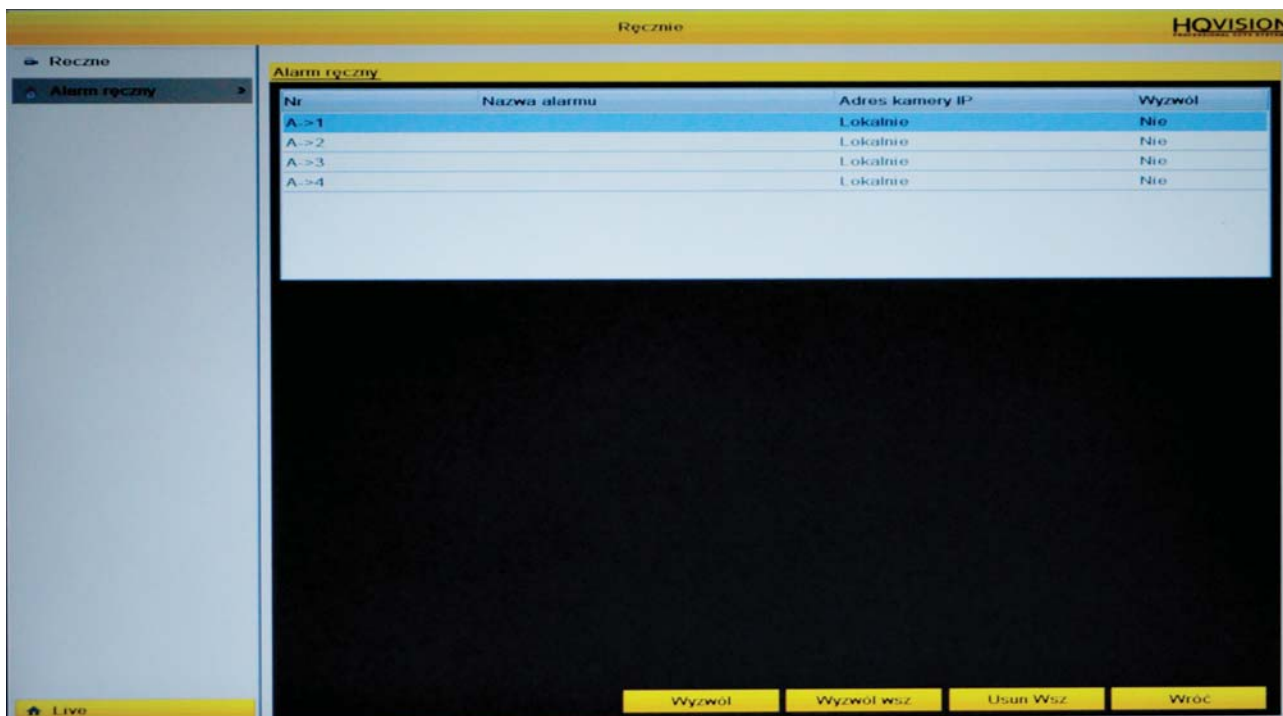 Ręcznie
HQVISION
Reczne
Alarm ręczny
Alarm ręczny
Nr Nazwa alarmu Adres kamery IP Wyzwól
A->1 Lokalnie Nie
A->2 Lokalnie Nie
A->3 Lokalnie Nie
A->4 Lokalnie Nie
Live Wyzwól Wyzwól wsz Usun Wsz Wróć